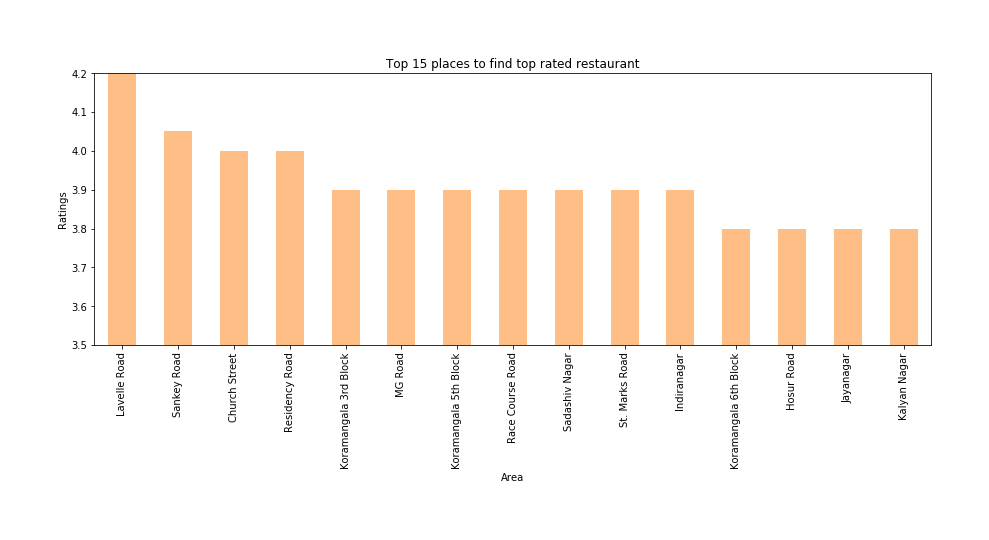 Top 15 places to find top rated restaurant
4.2
4.1
4.0
3.9
3.8
3.7
3.6
3.5
Ratings
Lavelle Road
Sankey Road
Church Street
Residency Road
Koramangala 3rd Block
MG Road
Koramangala 5th Block
Race Course Road
Sadashiv Nagar
St. Marks Road
Indiranagar
Koramangala 6th Block
Hosur Road
Jayanagar
Kalyan Nagar
Area